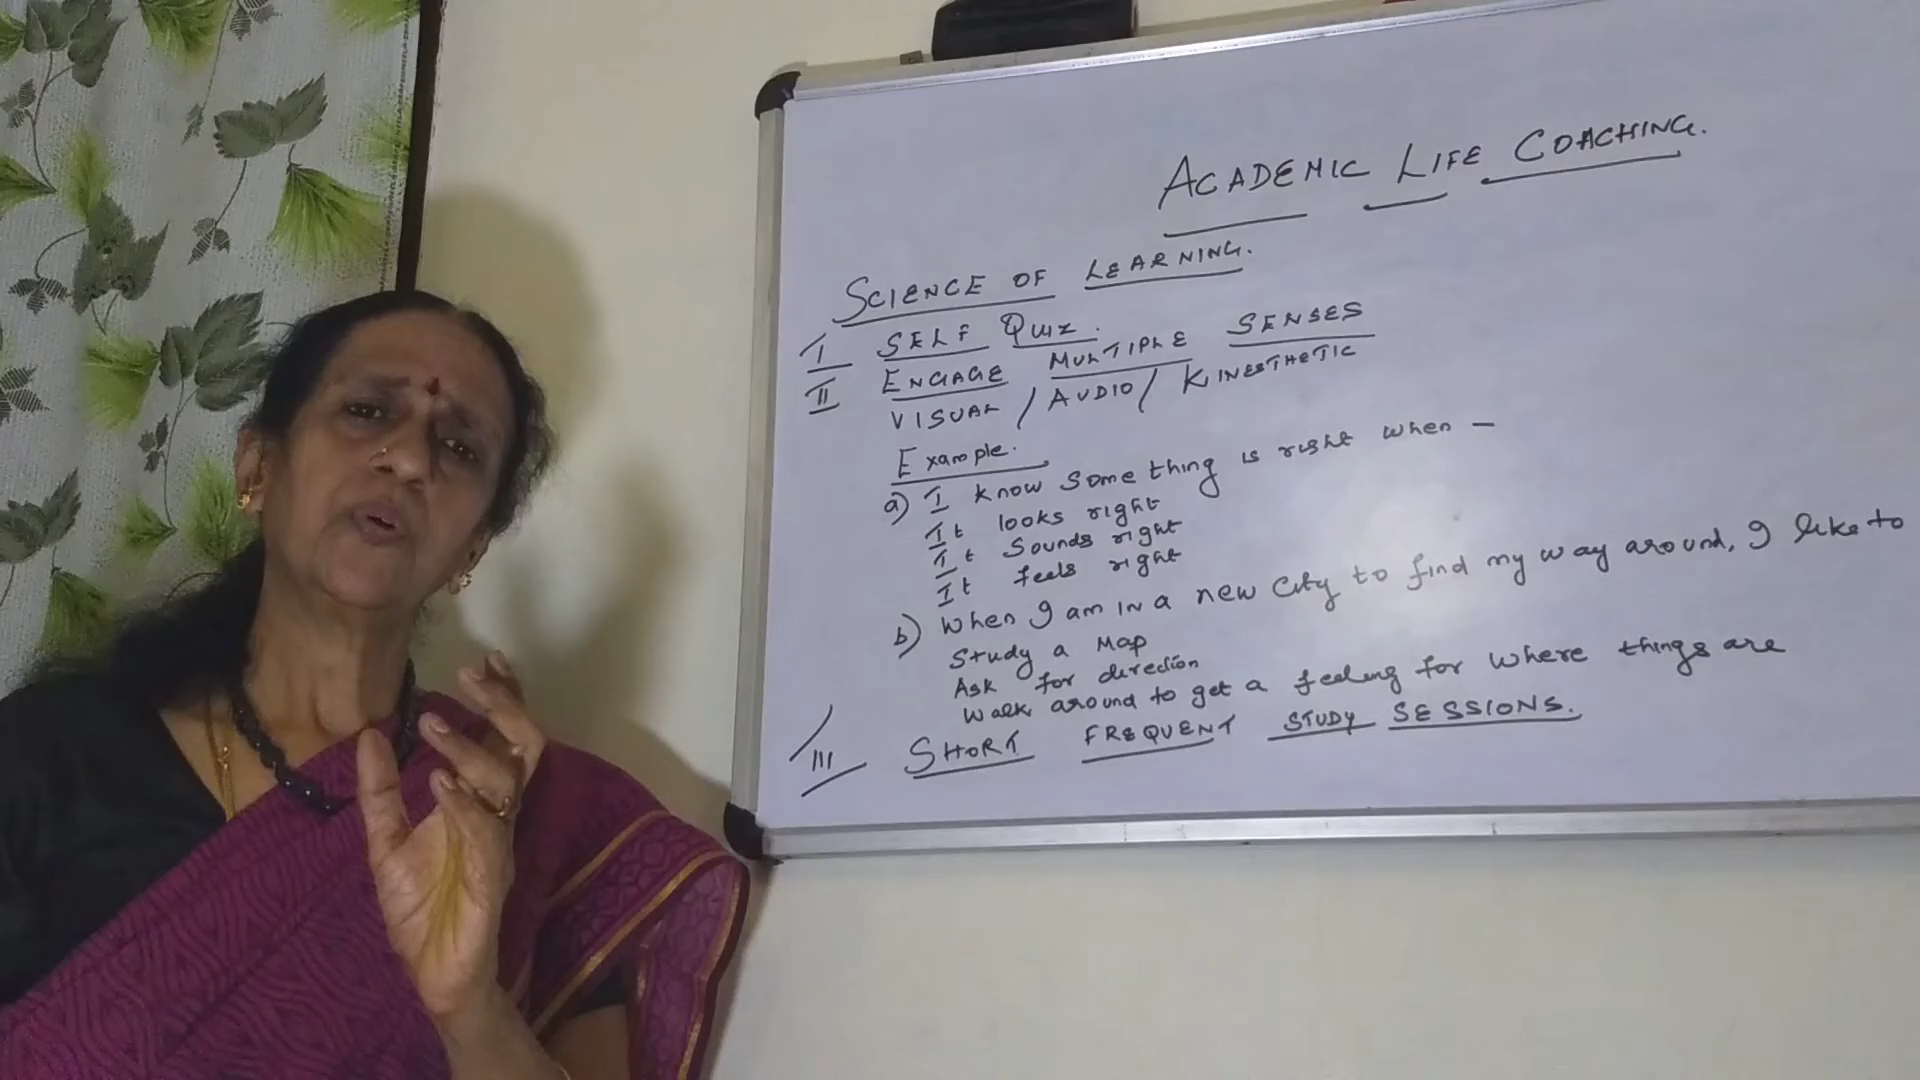 ACADEMIC LIFE COACHING.
SCIENCE OF LEARNING.
I SELF QUIZ.
II ENGAGE MULTIPLE SENSES
VISUAL / AUDIO / KINESTHETIC
Example.
a) I know Something is right when -
It looks right
It Sounds right
It feels right
b) When I am in a new City to find my way around, I like to
Study a Map
Ask for direction
Walk around to get a feeling for where things are
III SHORT FREQUENT STUDY SESSIONS.